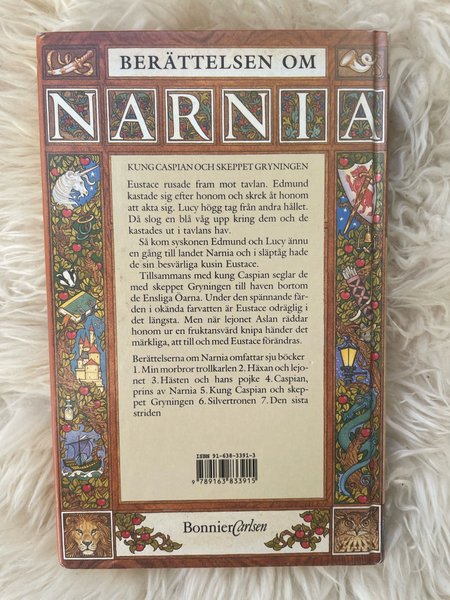 BERÄTTELSEN OM
NARNIA
KUNG CASPIAN OCH SKEPPET GRYNINGEN
Eustace rusade fram mot tavlan. Edmund
kastade sig efter honom och skrek åt honom
att akta sig. Lucy högg tag från andra hållet.
Då slog en blå våg upp kring dem och de
kastades ut i tavlans hav.
Så kom syskonen Edmund och Lucy ännu
en gång till landet Narnia och i släptåg hade
de sin besvärliga kusin Eustace.
Tillsammans med kung Caspian seglar de
med skeppet Gryningen till haven bortom
de Ensliga Öarna. Under den spännande fär-
den i okända farvatten är Eustace odräglig i
det längsta. Men när lejonet Aslan räddar
honom ur en fruktansvärd knipa händer det
märkliga, att till och med Eustace förändras.
Berättelserna om Narnia omfattar sju böcker
1. Min morbror trollkarlen 2. Häxan och lejo-
net 3. Hästen och hans pojke 4. Caspian,
prins av Narnia 5. Kung Caspian och skep-
pet Gryningen 6. Silvertronen 7. Den sista
striden
ISBN 91-638-3391-3
9 789163 833915
BonnierCarlsen